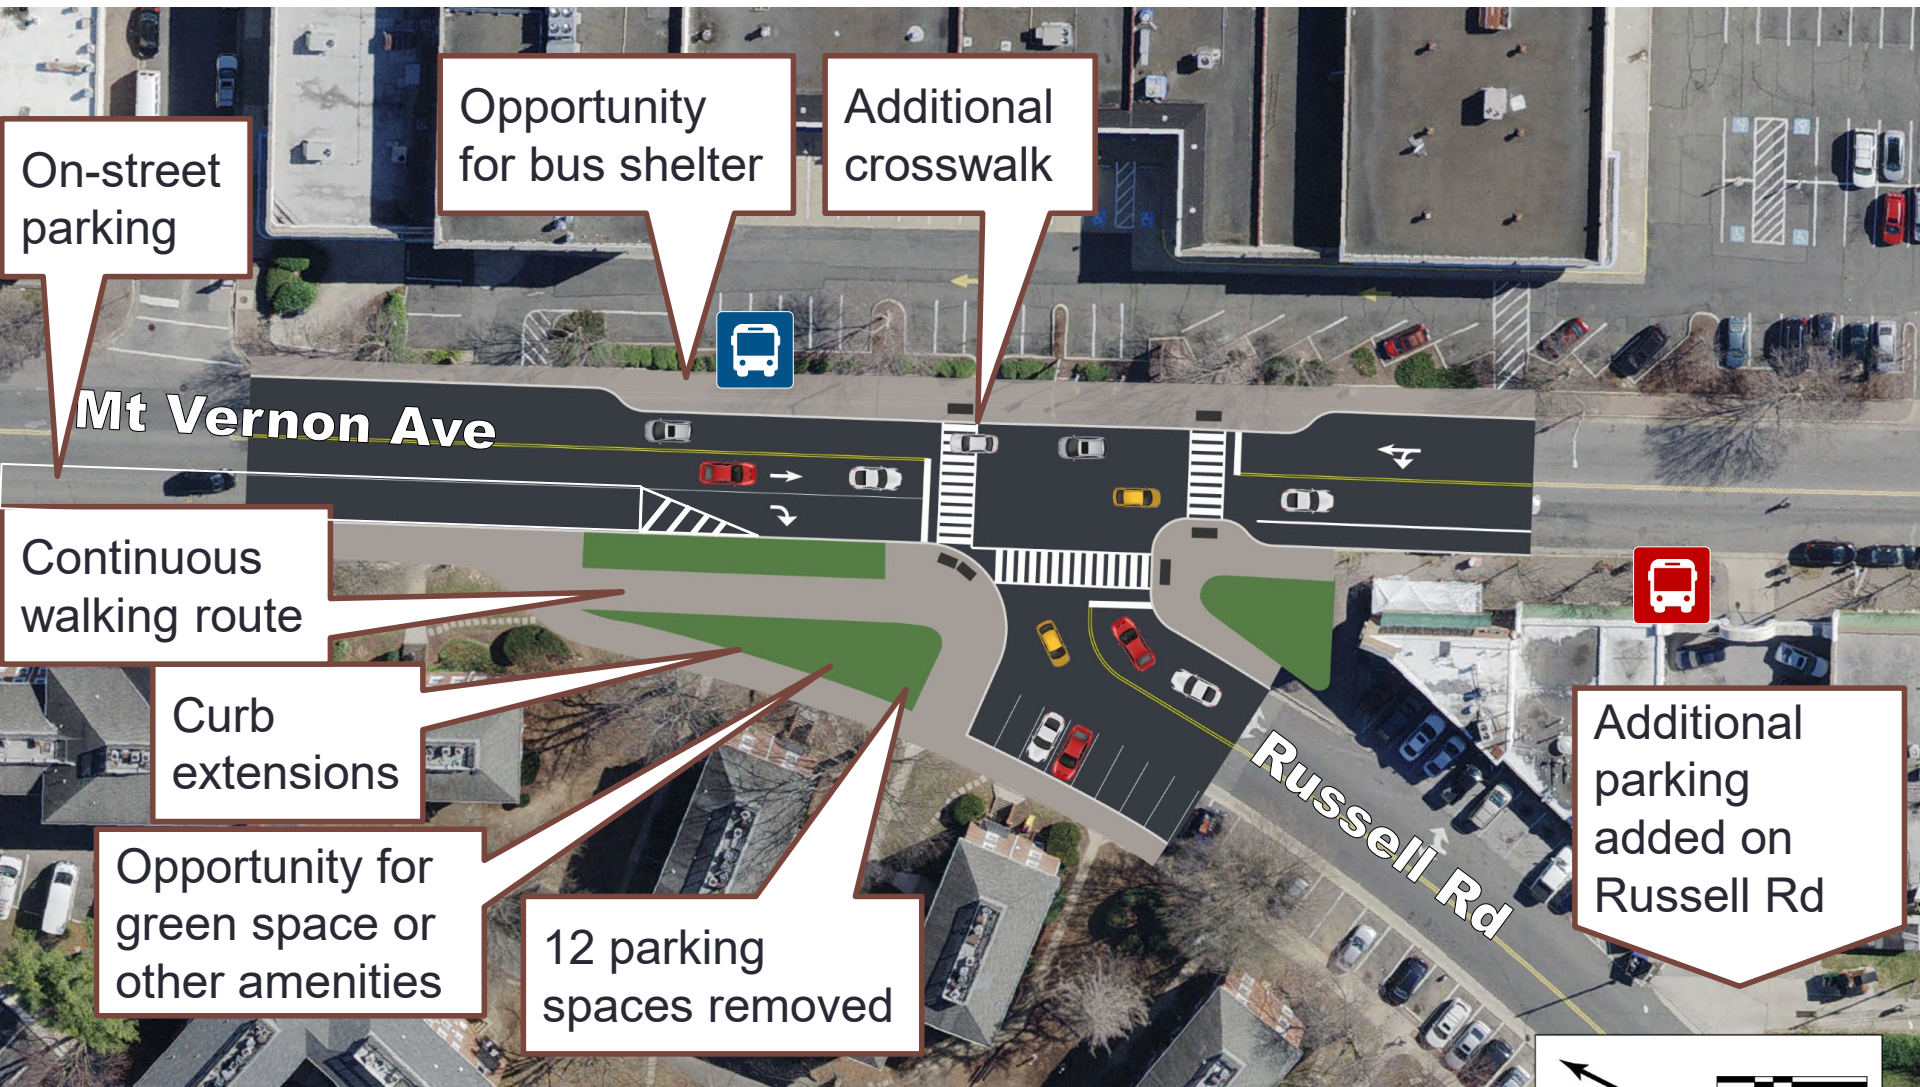 On-street
parking
Opportunity
for bus shelter
Additional
crosswalk
Mt Vernon Ave
Continuous
walking route
Curb
extensions
Opportunity for
green space or
other amenities
12 parking
spaces removed
Russell Rd
Additional
parking
added on
Russell Rd